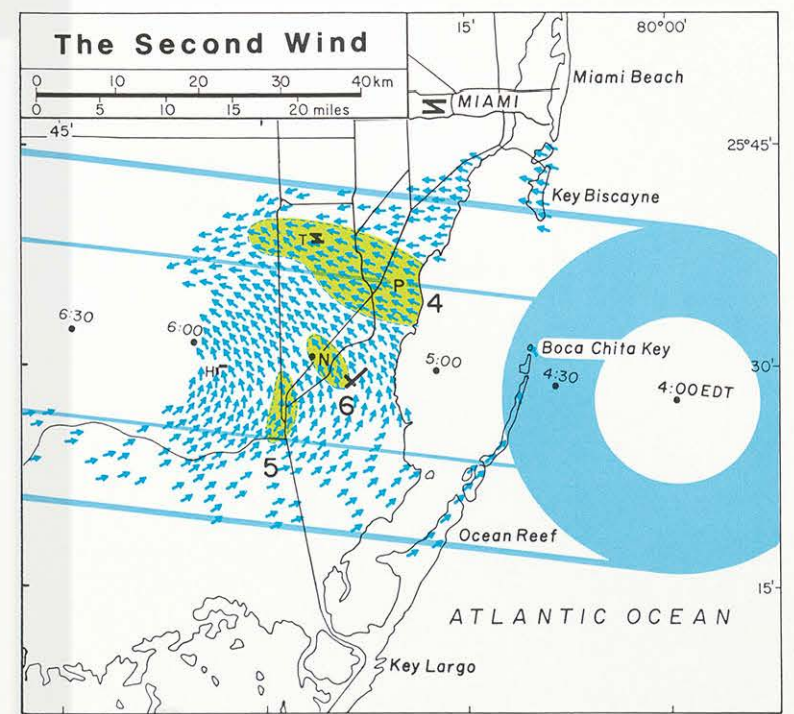 The Second Wind
0 10 20 30 40 km
0 5 10 15 20 miles
45'
15'
80°00'
Miami Beach
MIAMI
25°45'
Key Biscayne
T
P
4
6:30
6:00
H
N
5:00
Boca Chita Key
30'
4:30
4:00 EDT
6
5
Ocean Reef
15'
ATLANTIC OCEAN
Key Largo